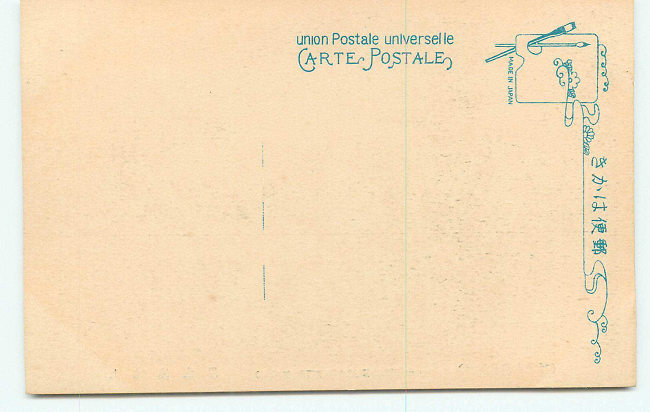 union Postale universelle
CARTE POSTALE
MADE IN JAPAN
きかは便郵